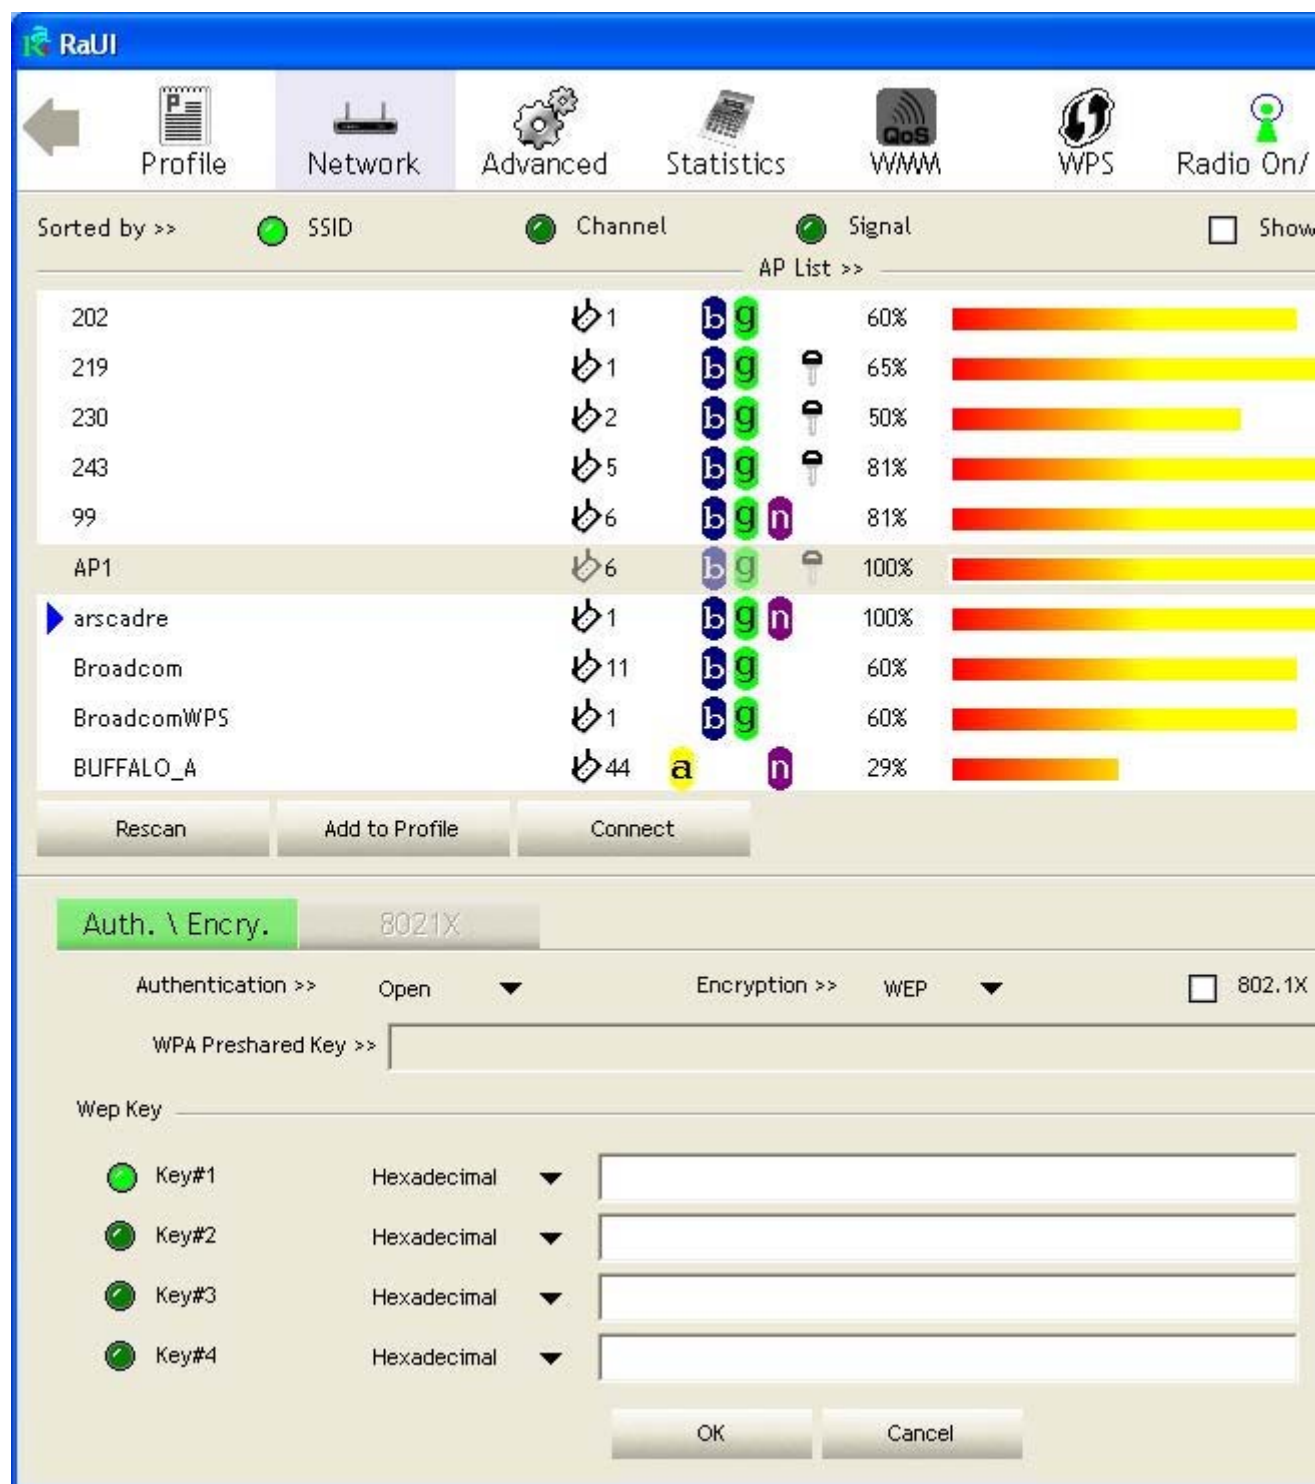 RaUI
Profile Network Advanced Statistics QoS WMM WPS Radio On/
Sorted by >> SSID Channel Signal Show
AP List >>
202 1 b g 60%
219 1 b g 65%
230 2 b g 50%
243 5 b g 81%
99 6 b g n 81%
AP1 6 b g 100%
arscadre 1 b g n 100%
Broadcom 11 b g 60%
BroadcomWPS 1 b g 60%
BUFFALO_A 44 a n 29%
Rescan Add to Profile Connect
Auth. \ Encry. 8021X
Authentication >> Open Encryption >> WEP 802.1X
WPA Preshared Key >>
Wep Key
Key#1 Hexadecimal
Key#2 Hexadecimal
Key#3 Hexadecimal
Key#4 Hexadecimal
OK Cancel